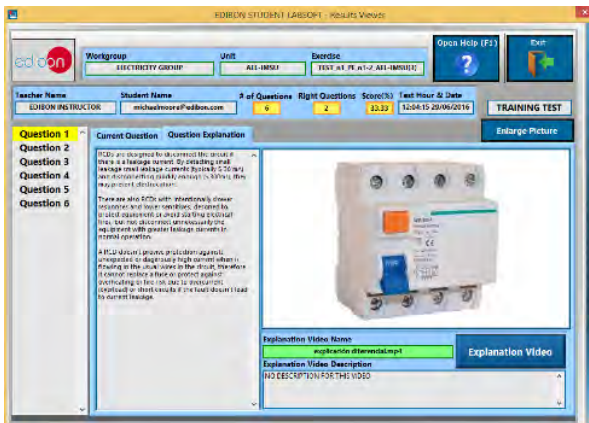 EDIBON STUDENT LABSOFT - Results Viewer
edibon
Workgroup
ELECTRICITY GROUP
Unit
AEL-IMSU
Exercise
TEST_n1_PE_n1-2_AEL-IMSU(1)
Open Help (F1)
Exit
Teacher Name
EDIBON INSTRUCTOR
Student Name
michaelmoore@edibon.com
# of Questions
6
Right Questions
2
Score(%)
33.33
Test Hour & Date
12:04:15 29/06/2016
TRAINING TEST
Question 1
Question 2
Question 3
Question 4
Question 5
Question 6
Current Question
Question Explanation
Enlarge Picture
RCDs are designed to disconnect the circuit if
there is a leakage current. By detecting small
leakage small leakage currents (typically 5-30 mA)
and disconnecting quickly enough (<300 ms), they
may prevent electrocution.
There are also RCDs with intentionally slower
responses and lower sensitives, designed to
protect equipment or avoid starting electrical
fires, but not disconnect unnecessarily the
equipment with greater leakage currents in
normal operation.
A RCD doesn't provide protection against
unexpected or dagerously high current when is
flowing in the usual wires in the circuit, therefore
it cannot replace a fuse or protect against
overheating or fire risk due to overcurrent
(overload) or short circuits if the fault doesn't lead
to current leakage.
Explanation Video Name
explicación diferencial.mp4
Explanation Video
Explanation Video Description
NO DESCRIPTION FOR THIS VIDEO